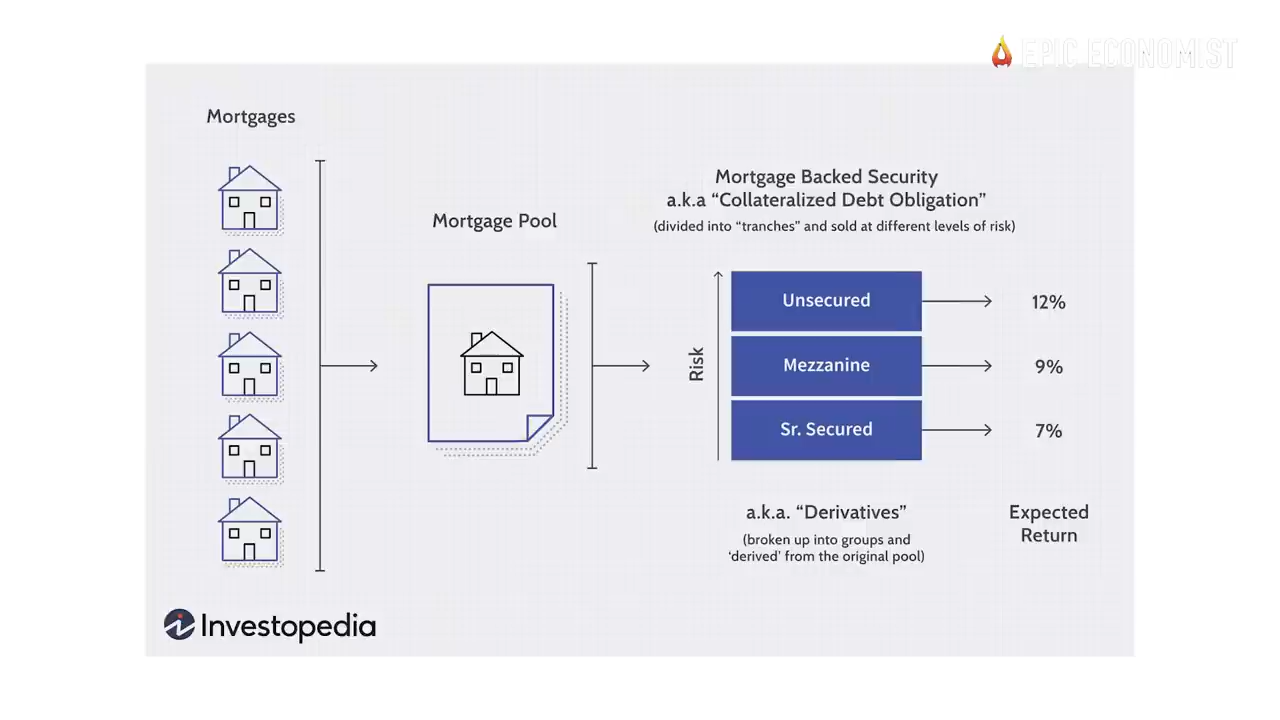 EPIC ECONOMIST
Mortgages
Mortgage Pool
Mortgage Backed Security
a.k.a “Collateralized Debt Obligation”
(divided into “tranches” and sold at different levels of risk)
Risk
Unsecured
12%
Mezzanine
9%
Sr. Secured
7%
a.k.a. “Derivatives”
(broken up into groups and
‘derived’ from the original pool)
Expected
Return
Investopedia